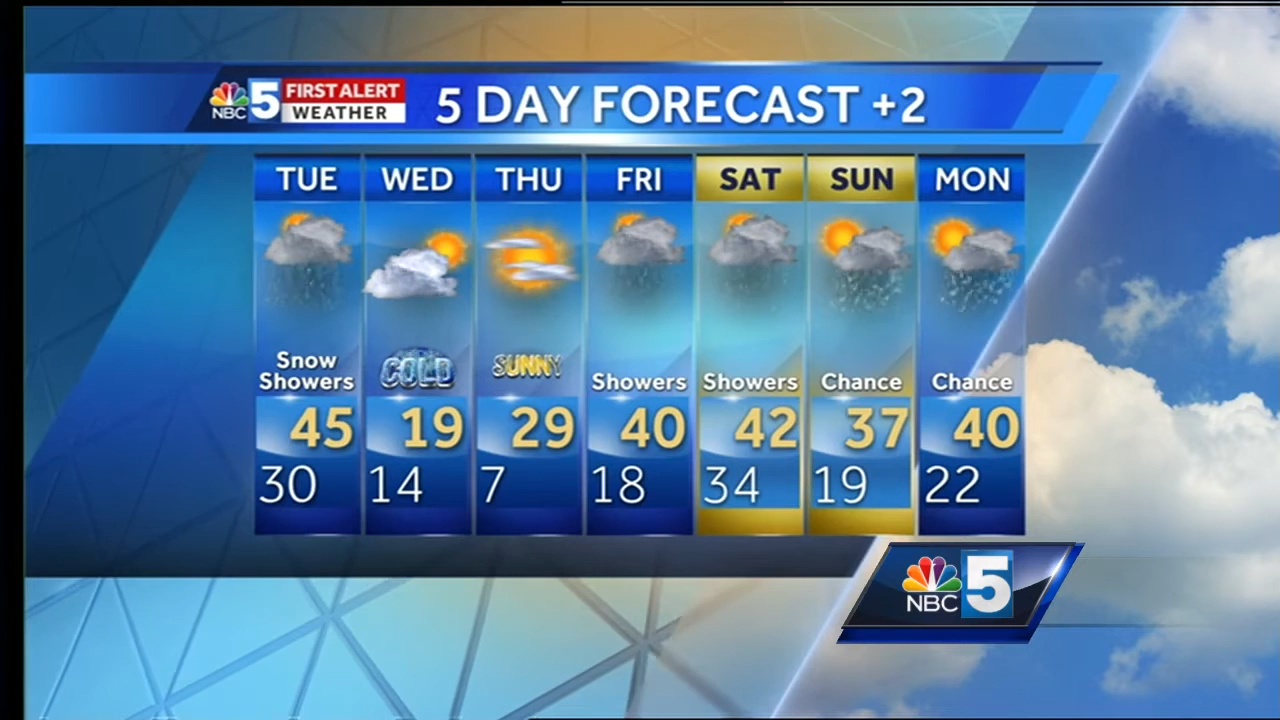 NBC 5 FIRST ALERT WEATHER
5 DAY FORECAST +2
TUE WED THU FRI SAT SUN MON
Snow Showers
COLD
SUNNY
Showers
Showers
Chance
Chance
45 19 29 40 42 37 40
30 14 7 18 34 19 22
NBC 5